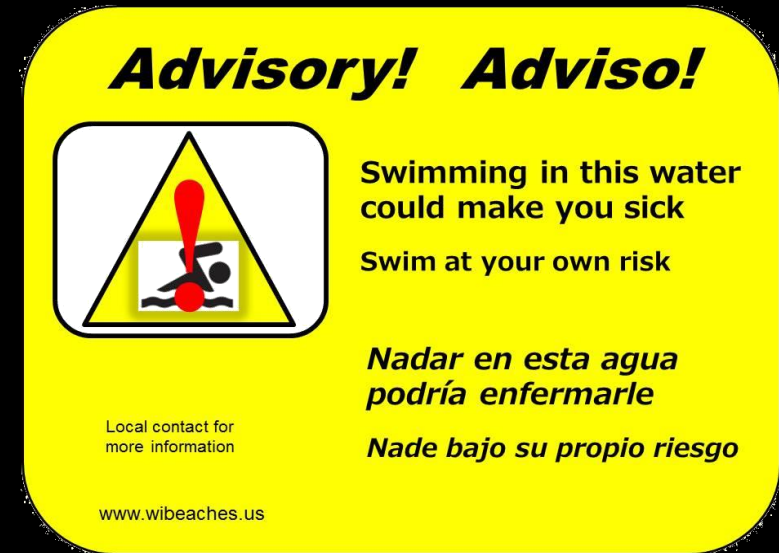 Advisory! Adviso!
Swimming in this water
could make you sick
Swim at your own risk
Nadar en esta agua
podría enfermarle
Nade bajo su propio riesgo
Local contact for
more information
www.wibeaches.us